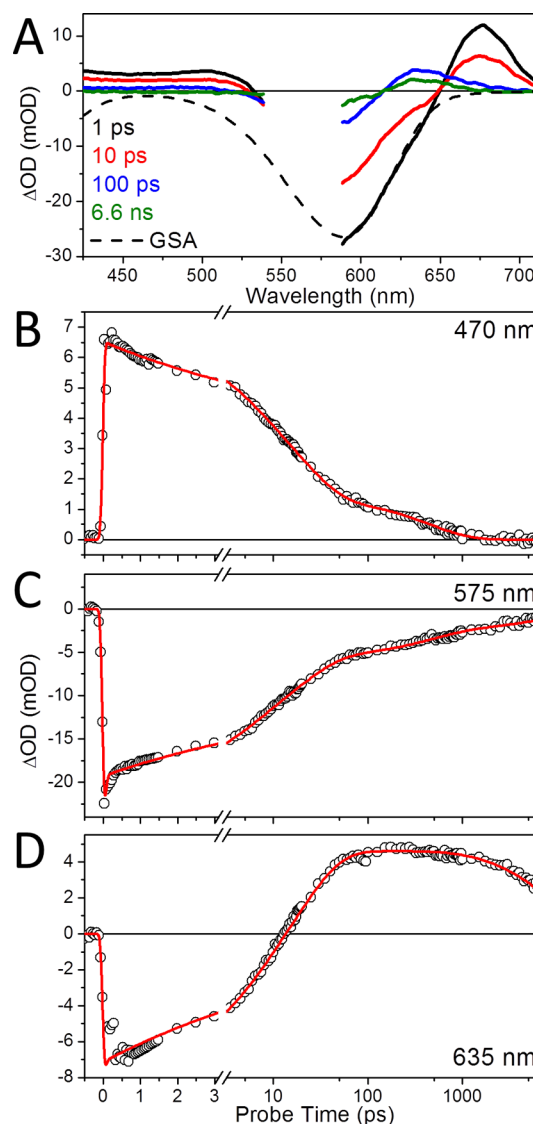 A
10
0
-10
-20
-30
ΔOD (mOD)
1 ps
10 ps
100 ps
6.6 ns
GSA
450 500 550 600 650 700
Wavelength (nm)
B
470 nm
7
6
5
4
3
2
1
0
C
575 nm
0
-5
-10
-15
-20
ΔOD (mOD)
D
4
2
0
-2
-4
-6
-8
635 nm
0 1 2 3 10 100 1000
Probe Time (ps)